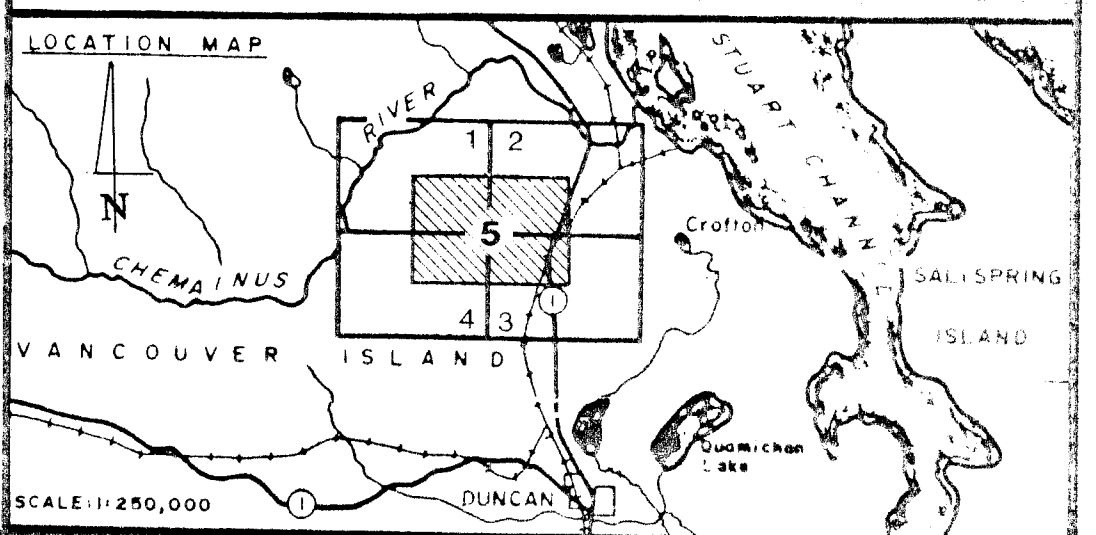 LOCATION MAP
N
RIVER
1 2
5
4 3
1
CHEMAINUS
VANCOUVER ISLAND
STUART CHANNEL
Crofton
SALTSPRING
ISLAND
Quamichan
Lake
DUNCAN
1
SCALE:1:250,000